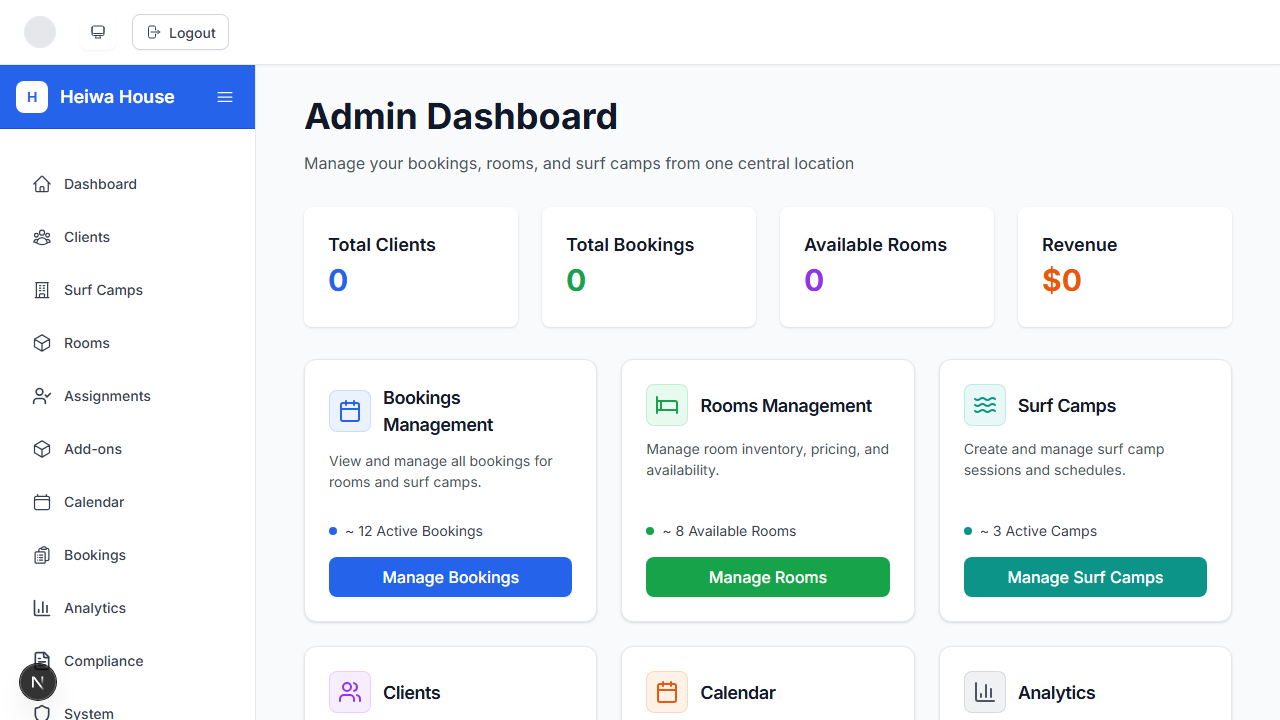 Logout
H Heiwa House
Dashboard
Clients
Surf Camps
Rooms
Assignments
Add-ons
Calendar
Bookings
Analytics
Compliance
System
N
Admin Dashboard
Manage your bookings, rooms, and surf camps from one central location
Total Clients
0
Total Bookings
0
Available Rooms
0
Revenue
$0
Bookings
Management
View and manage all bookings for
rooms and surf camps.
~ 12 Active Bookings
Manage Bookings
Rooms Management
Manage room inventory, pricing, and
availability.
~ 8 Available Rooms
Manage Rooms
Surf Camps
Create and manage surf camp
sessions and schedules.
~ 3 Active Camps
Manage Surf Camps
Clients
Calendar
Analytics